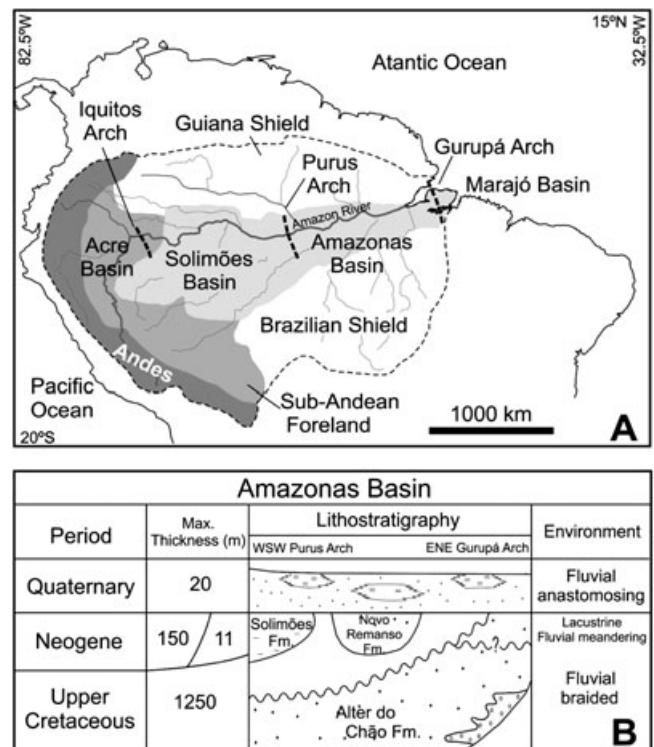 82.5ºW
15ºN
32.5ºW
Atantic Ocean
Iquitos
Arch
Guiana Shield
Gurupá Arch
Purus
Arch
Marajó Basin
Amazon River
Acre
Basin
Solimões
Basin
Amazonas
Basin
Brazilian Shield
Andes
Pacific
Ocean
Sub-Andean
Foreland
1000 km
20ºS
A
Amazonas Basin
Period
Max.
Thickness (m)
Lithostratigraphy
WSW Purus Arch
ENE Gurupá Arch
Environment
Quaternary
20
Fluvial
anastomosing
Neogene
150
11
Solimões
Fm.
Nqvo
Remanso
Fm.
?
Lacustrine
Fluvial meandering
Upper
Cretaceous
1250
Altèr do
Chão Fm.
Fluvial
braided
B